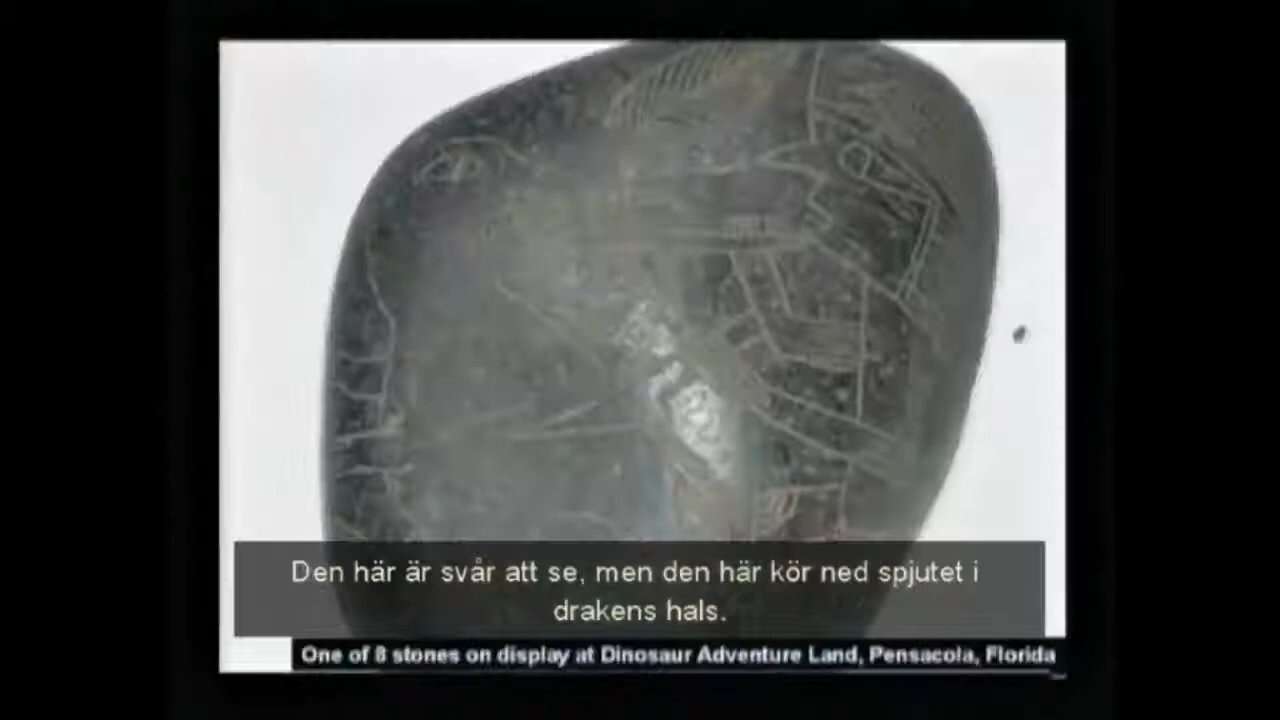 Den här är svår att se, men den här kör ned spjutet i
drakens hals.
One of 8 stones on display at Dinosaur Adventure Land, Pensacola, Florida